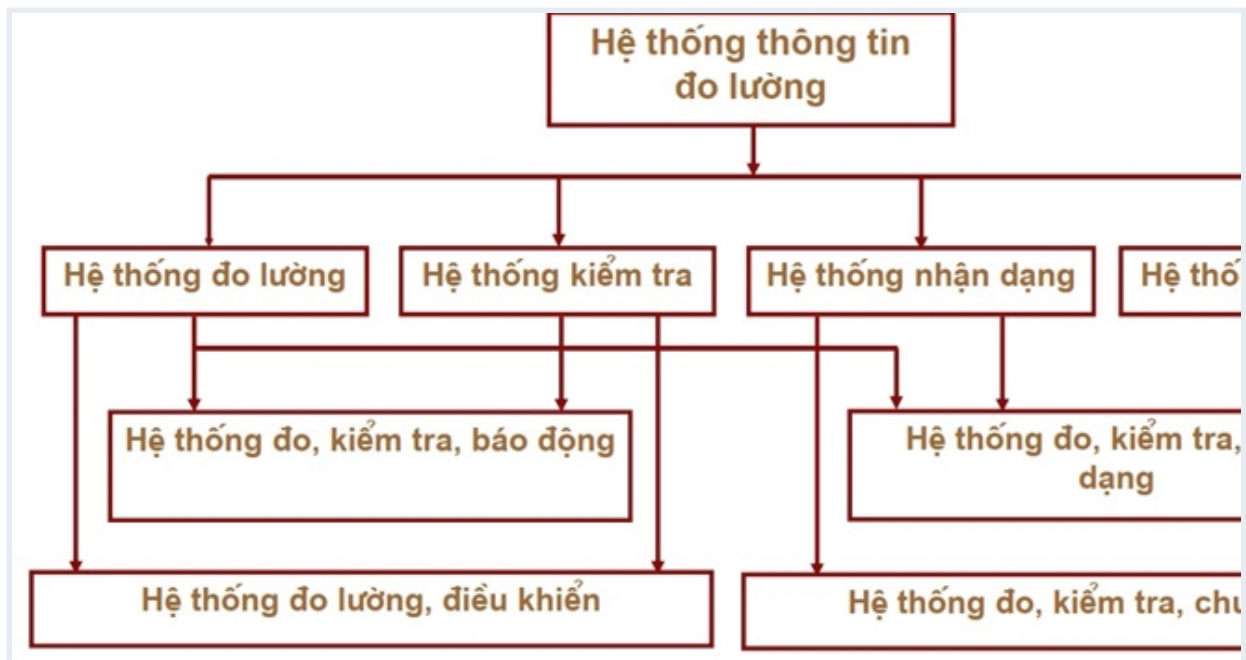 Hệ thống thông tin
đo lường
Hệ thống đo lường
Hệ thống kiểm tra
Hệ thống nhận dạng
Hệ
Hệ thống đo, kiểm tra, báo động
Hệ thống đo, kiểm tra,
dạng
Hệ thống đo lường, điều khiển
Hệ thống đo, kiểm tra,